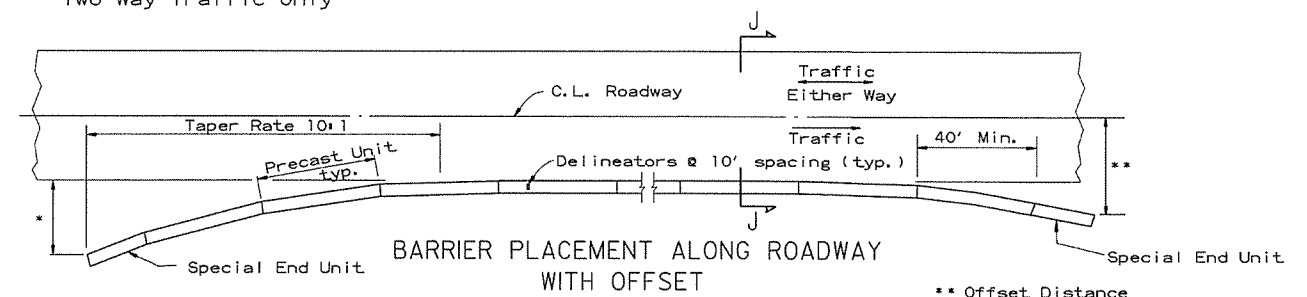 Two Way Traffic Only
J
Traffic
Either Way
C.L. Roadway
Taper Rate 10:1
Traffic
40' Min.
Precast Unit
typ.
Delineators @ 10' spacing (typ.)
**
*
J
BARRIER PLACEMENT ALONG ROADWAY
WITH OFFSET
Special End Unit
Special End Unit
** Offset Distance